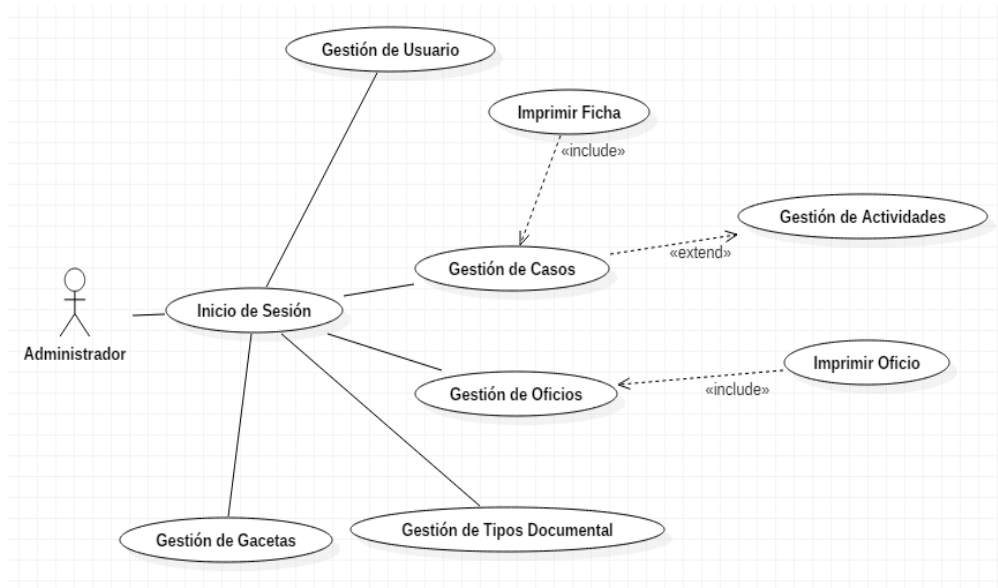 Gestión de Usuario
Imprimir Ficha
«include»
Gestión de Actividades
«extend»
Gestión de Casos
Inicio de Sesión
Administrador
Imprimir Oficio
«include»
Gestión de Oficios
Gestión de Tipos Documental
Gestión de Gacetas